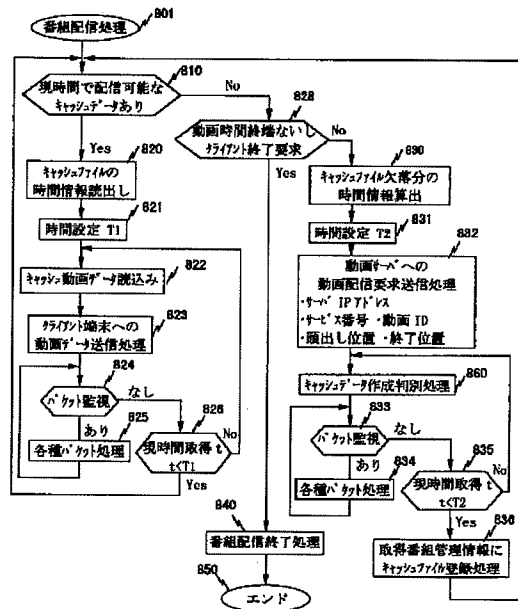 番組配信処理
801
現時間で配信可能な
ｷｬｯｼｭﾃﾞｰﾀあり
810
No
Yes
動画時間終端ないし
ｸﾗｲｱﾝﾄ終了要求
828
No
Yes
ｷｬｯｼｭﾌｧｲﾙの
時間情報読出し
820
時間設定 T1
821
ｷｬｯｼｭ動画ﾃﾞｰﾀ読込み
822
ｸﾗｲｱﾝﾄ端末への
動画ﾃﾞｰﾀ送信処理
823
824
ﾊﾟｹｯﾄ監視
なし
あり
825
各種ﾊﾟｹｯﾄ処理
826
現時間取得 t
t<T1
No
Yes
ｷｬｯｼｭﾌｧｲﾙ欠落分の
時間情報算出
830
時間設定 T2
831
832
動画ｻｰﾊﾞへの
動画配信要求送信処理
・ｻｰﾊﾞ IPｱﾄﾞﾚｽ
・ｻｰﾋﾞｽ番号 ・動画 ID
・頭出し位置 ・終了位置
ｷｬｯｼｭﾃﾞｰﾀ作成判別処理
860
833
ﾊﾟｹｯﾄ監視
なし
あり
834
各種ﾊﾟｹｯﾄ処理
835
現時間取得 t
t<T2
No
Yes
836
取得番組管理情報に
ｷｬｯｼｭﾌｧｲﾙ登録処理
840
番組配信終了処理
850
エンド